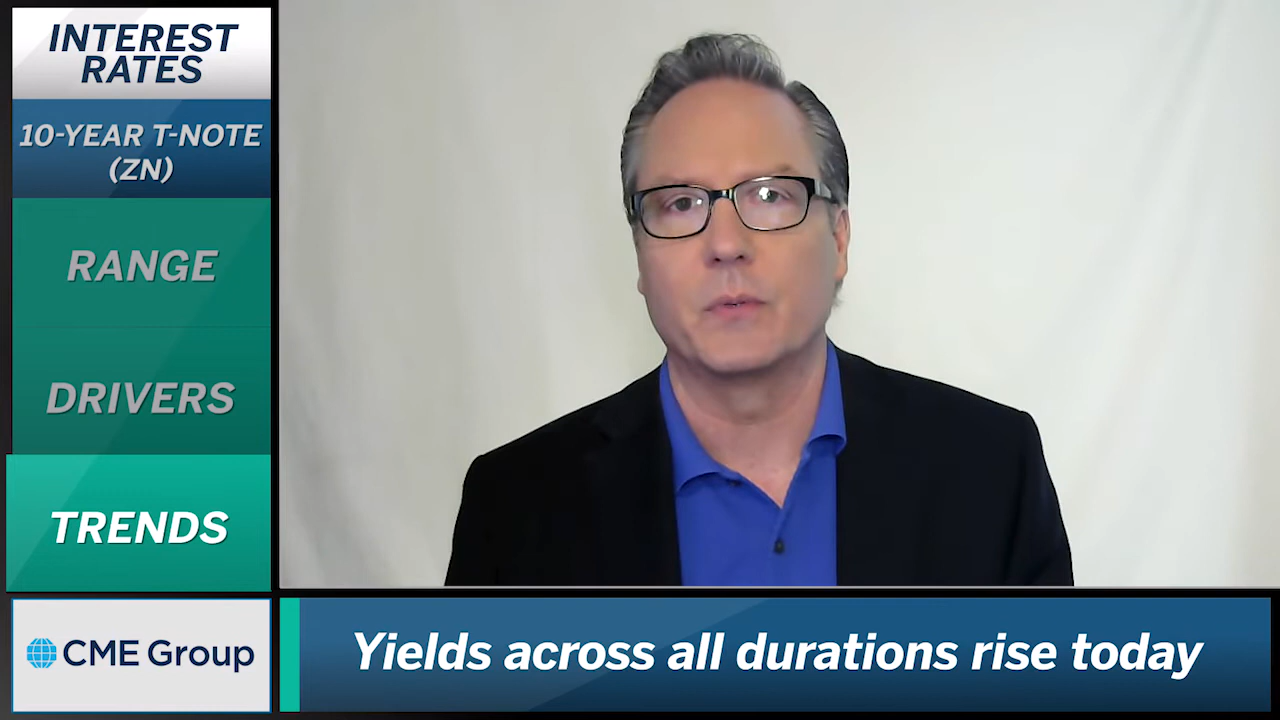 INTEREST
RATES
10-YEAR T-NOTE
(ZN)
RANGE
DRIVERS
TRENDS
CME Group
Yields across all durations rise today